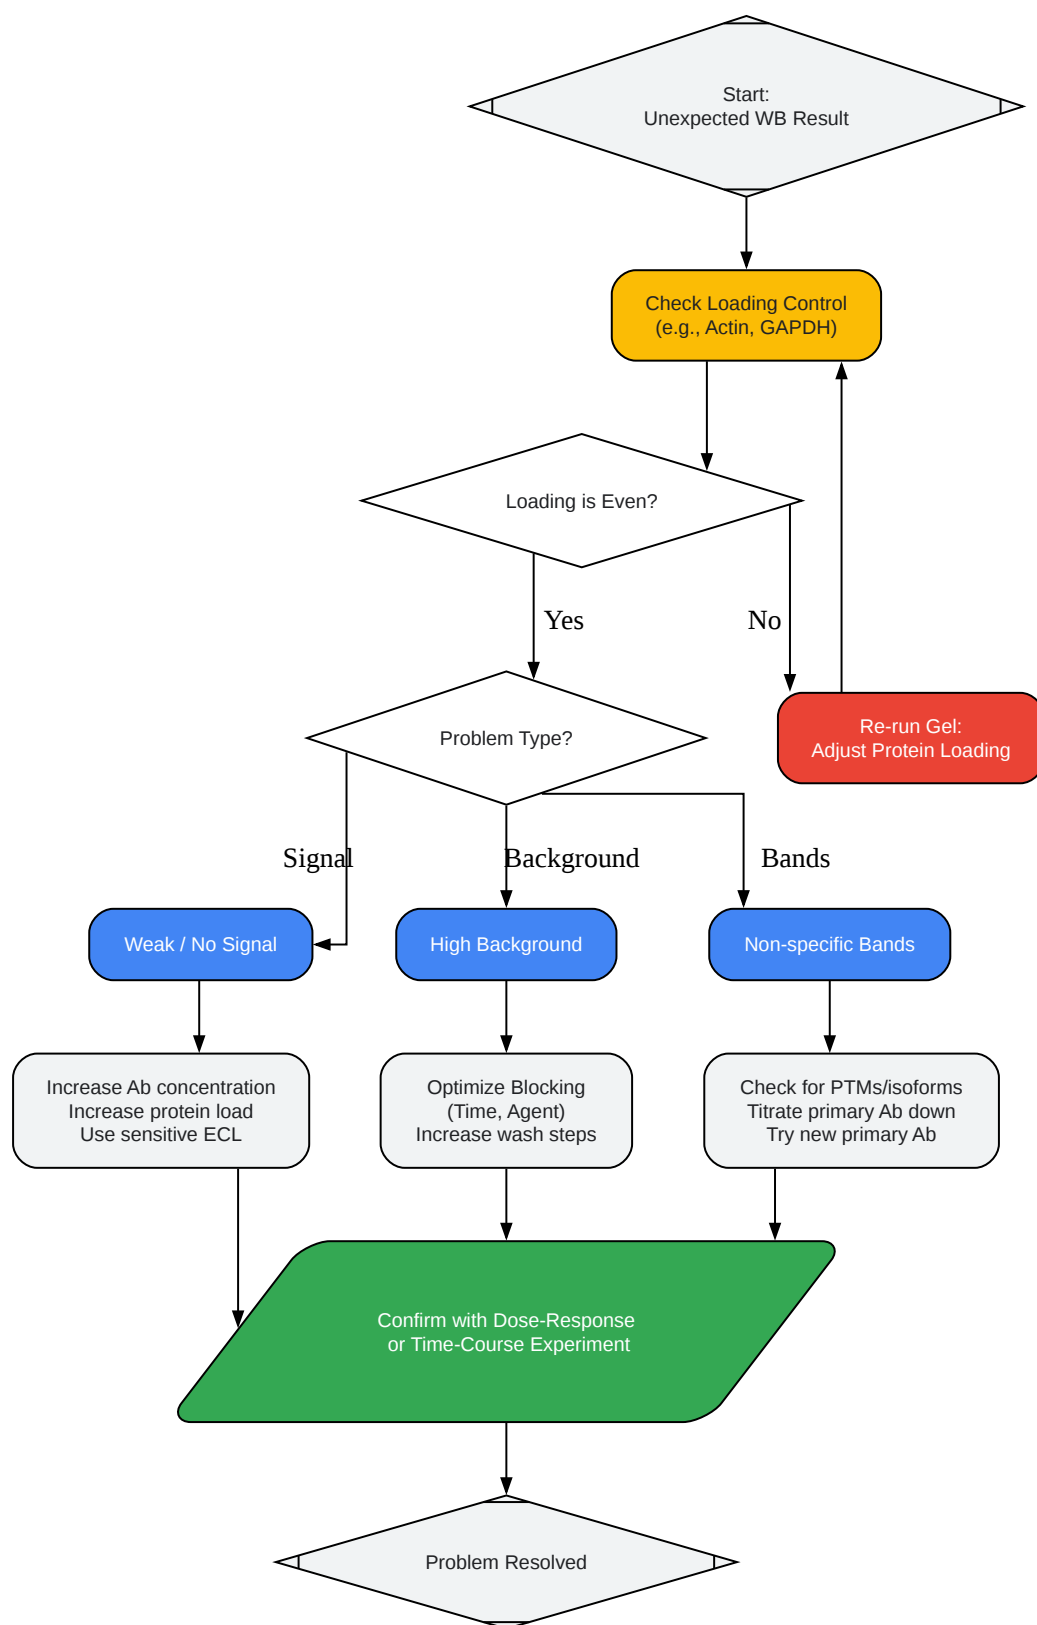 Start:
Unexpected WB Result
Check Loading Control
(e.g., Actin, GAPDH)
Loading is Even?
Yes
No
Re-run Gel:
Adjust Protein Loading
Problem Type?
Signal
Background
Bands
Weak / No Signal
High Background
Non-specific Bands
Increase Ab concentration
Increase protein load
Use sensitive ECL
Optimize Blocking
(Time, Agent)
Increase wash steps
Check for PTMs/isoforms
Titrate primary Ab down
Try new primary Ab
Confirm with Dose-Response
or Time-Course Experiment
Problem Resolved